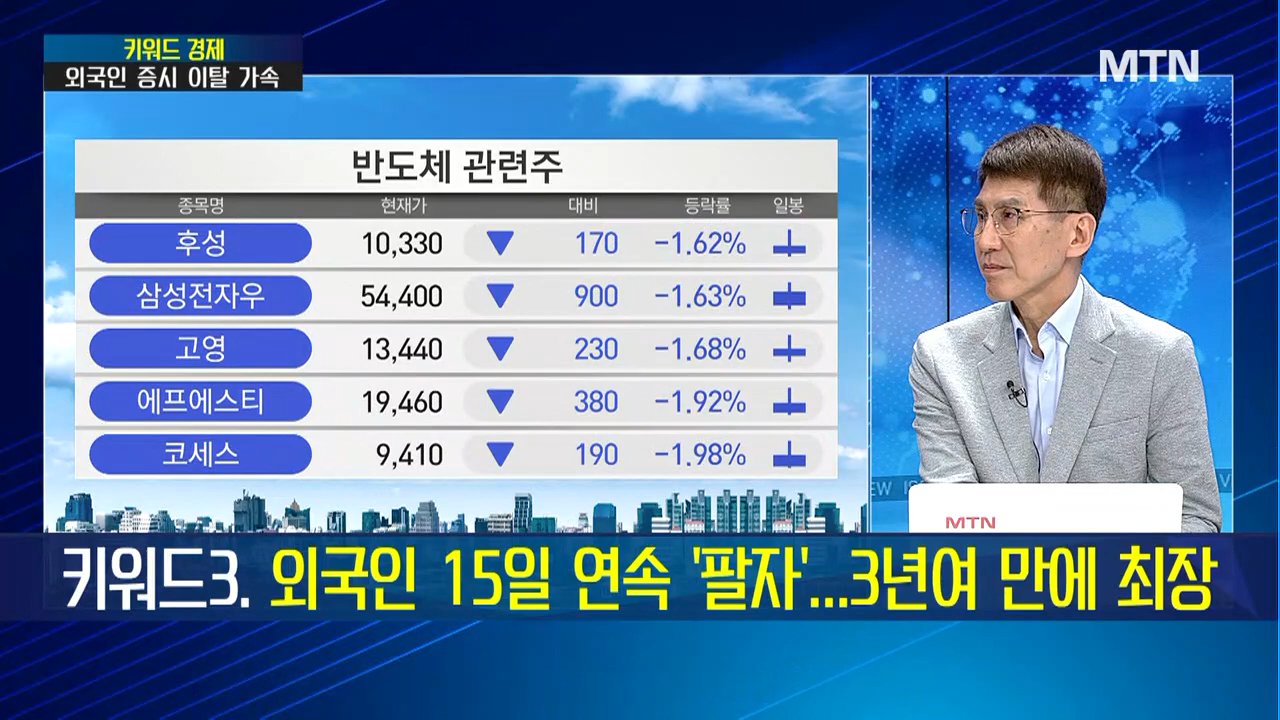 키워드 경제
외국인 증시 이탈 가속
MTN
반도체 관련주
종목명 현재가 대비 등락률 일봉
후성 10,330 ▼ 170 -1.62%
삼성전자우 54,400 ▼ 900 -1.63%
고영 13,440 ▼ 230 -1.68%
에프에스티 19,460 ▼ 380 -1.92%
코세스 9,410 ▼ 190 -1.98%
MTN
키워드3. 외국인 15일 연속 '팔자'...3년여 만에 최장